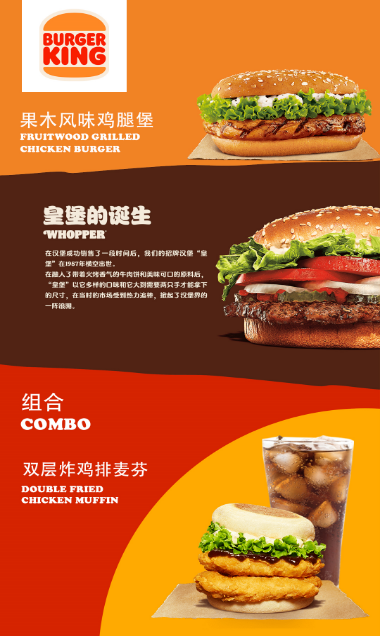 BURGER
KING
果木风味鸡腿堡
FRUITWOOD GRILLED
CHICKEN BURGER
皇堡的诞生
"WHOPPER"
在汉堡成功销售了一段时间后，我们的招牌汉堡“皇
堡”在1957年横空出世。
在融入了带着火烤香气的牛肉饼和美味可口的原料后，
“皇堡”以它多样的口味和它大到需要两只手才能拿下
的尺寸，在当时的市场受到热力追捧，掀起了汉堡界的
一阵浪潮。
组合
COMBO
双层炸鸡排麦芬
DOUBLE FRIED
CHICKEN MUFFIN